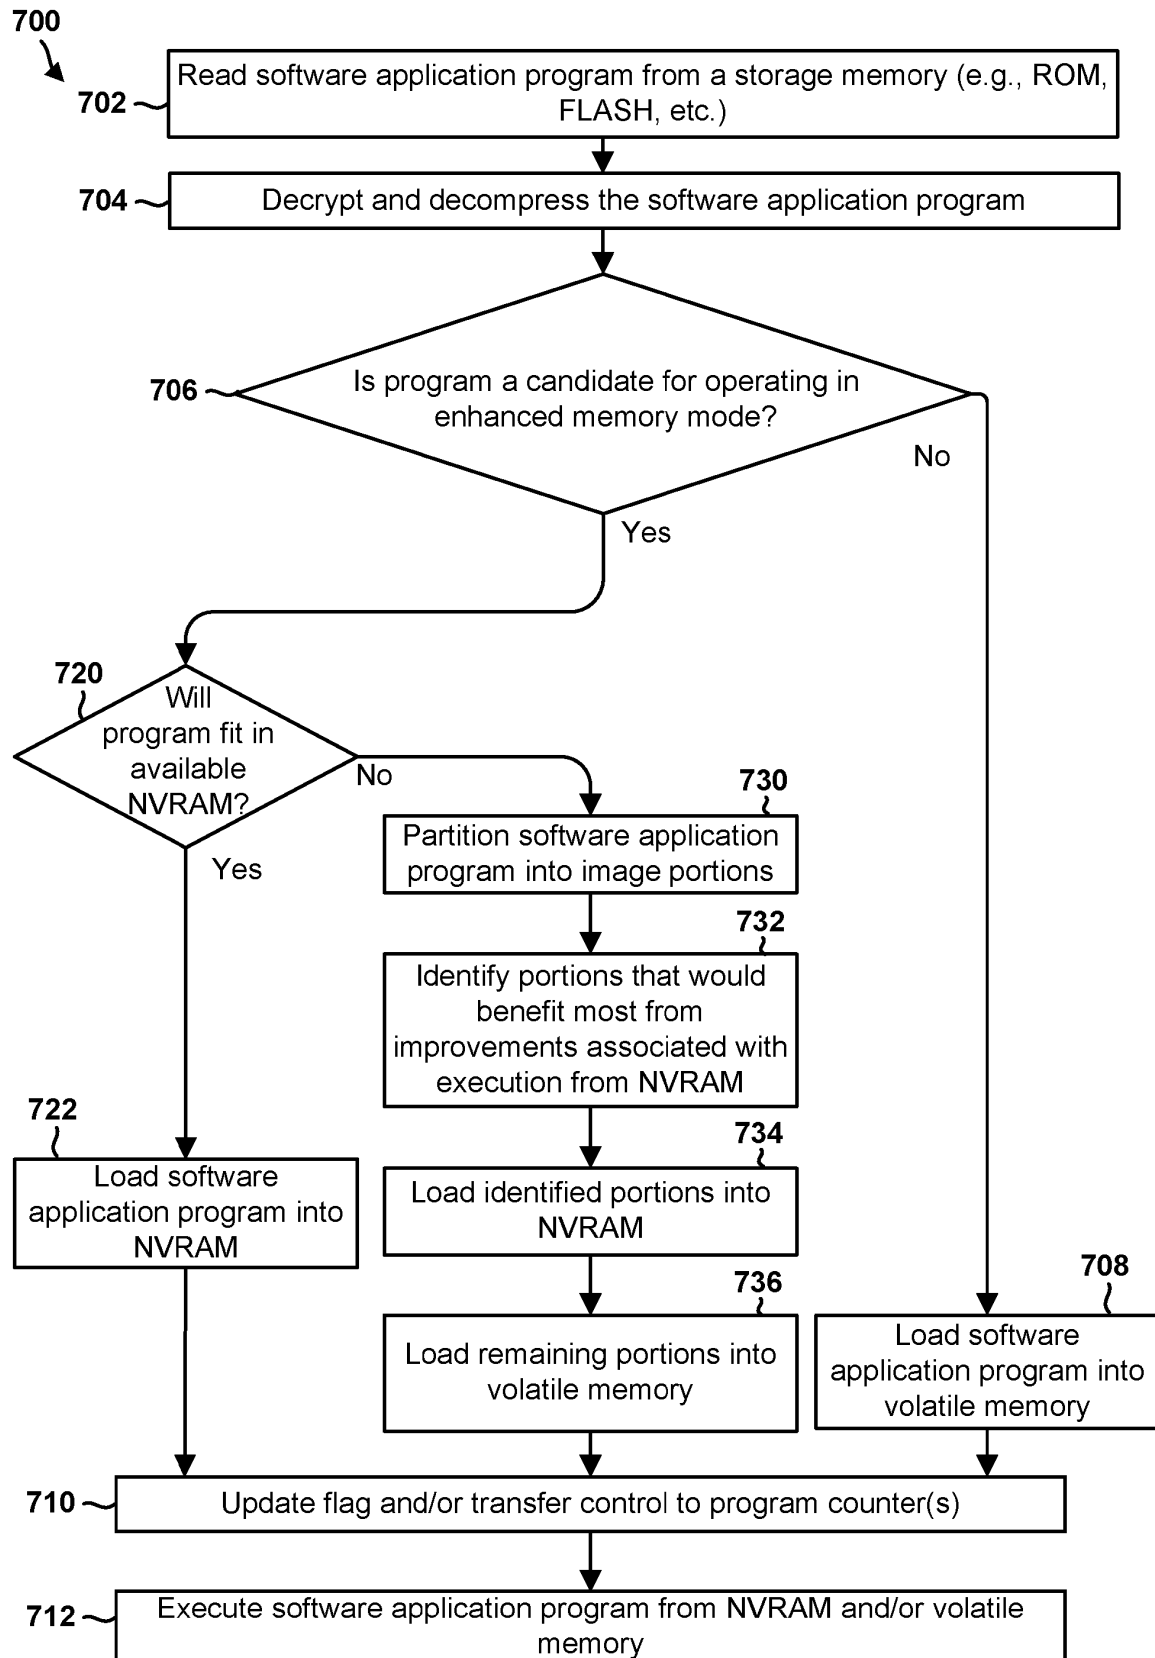 700
702
Read software application program from a storage memory (e.g., ROM,
FLASH, etc.)
704
Decrypt and decompress the software application program
706
Is program a candidate for operating in
enhanced memory mode?
No
Yes
720
Will
program fit in
available
NVRAM?
No
Yes
730
Partition software application
program into image portions
732
Identify portions that would
benefit most from
improvements associated with
execution from NVRAM
722
Load software
application program into
NVRAM
734
Load identified portions into
NVRAM
736
Load remaining portions into
volatile memory
708
Load software
application program into
volatile memory
710
Update flag and/or transfer control to program counter(s)
712
Execute software application program from NVRAM and/or volatile
memory